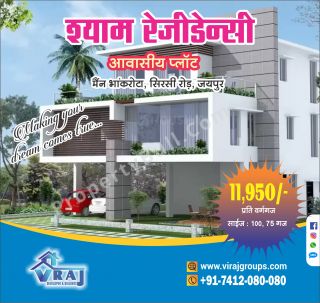 श्याम रेजीडेन्सी
आवासीय प्लॉट
मैन भांकरोटा, सिरसी रोड़, जयपुर
Making your
dream comes true...
11,950/-
प्रति वर्गगज
साईज : 100, 75 गज
VIRAJ
www.virajgroups.com
+91-7412-080-080